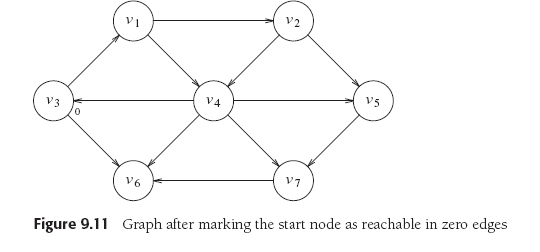 v1
v2
v3
0
v4
v5
v6
v7
Figure 9.11 Graph after marking the start node as reachable in zero edges